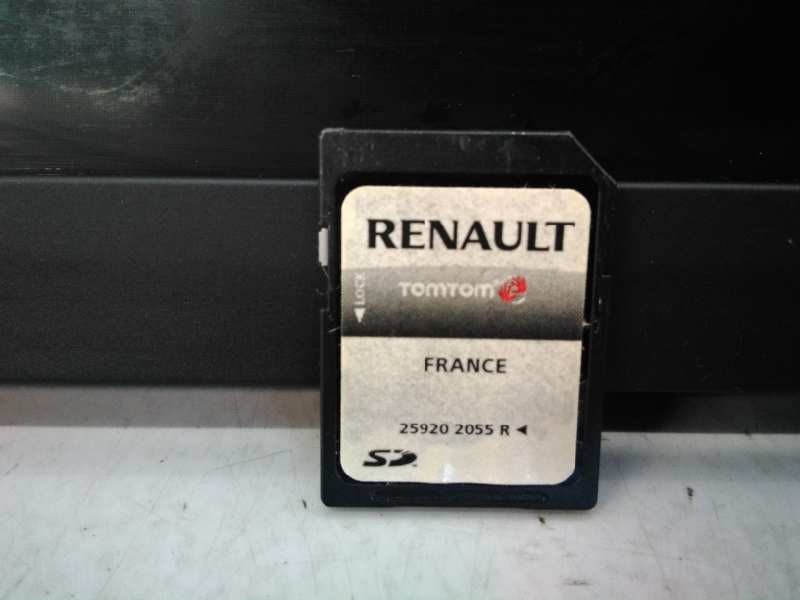 RENAULT
LOCK
TOMTOM
FRANCE
25920 2055 R
SD